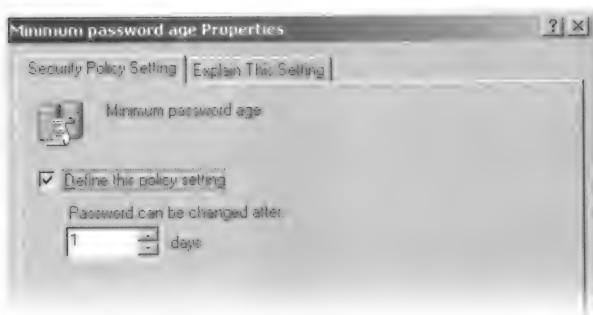 Minimum password age Properties
Security Policy Setting Explain This Setting
Minimum password age
Define this policy setting
Password can be changed after:
1 days